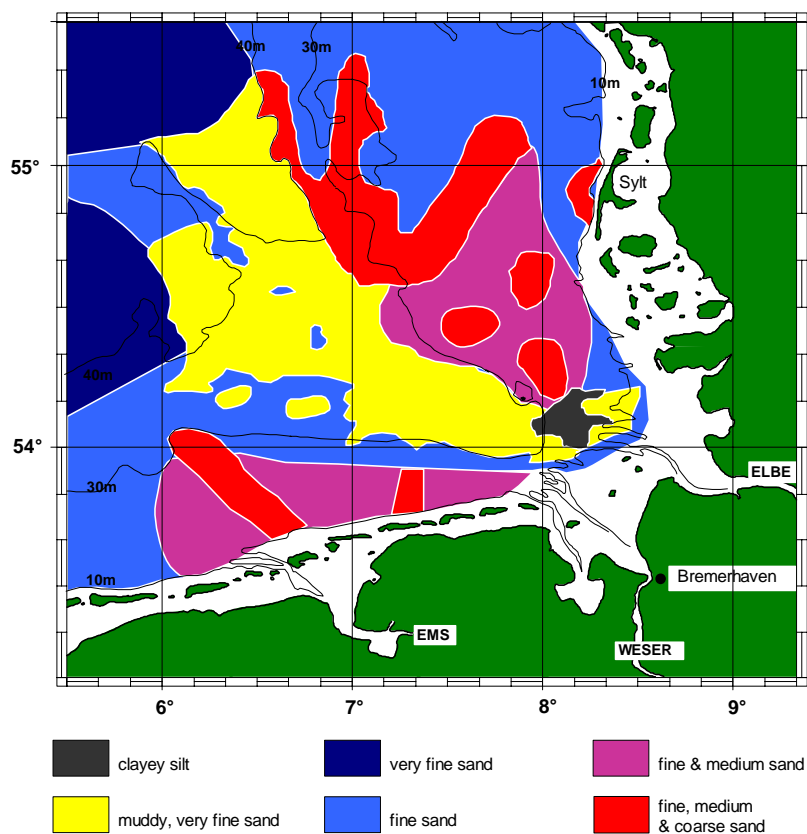 40m
30m
10m
55°
Sylt
40m
54°
30m
ELBE
10m
Bremerhaven
EMS
WESER
6°
7°
8°
9°
clayey silt
very fine sand
fine & medium sand
muddy, very fine sand
fine sand
fine, medium
& coarse sand